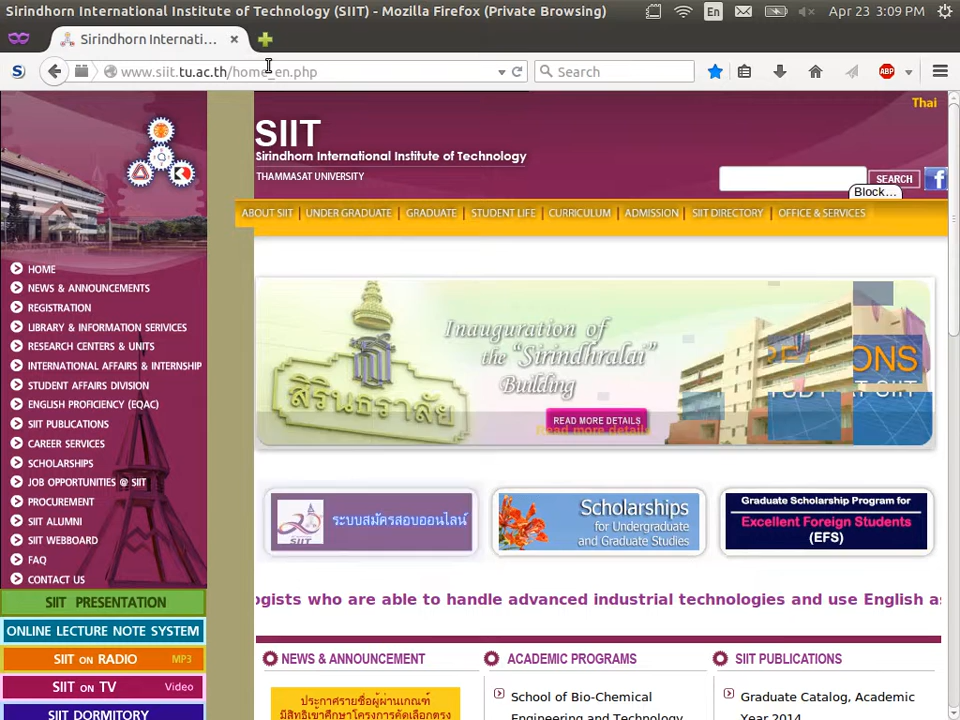 Sirindhorn International Institute of Technology (SIIT) - Mozilla Firefox (Private Browsing)
En
Apr 23 3:09 PM
Sirindhorn Internati...
www.siit.tu.ac.th/home_en.php
Search
ABP
Thai
SIIT
Sirindhorn International Institute of Technology
THAMMASAT UNIVERSITY
SEARCH
Block...
ABOUT SIIT | UNDER GRADUATE | GRADUATE | STUDENT LIFE | CURRICULUM | ADMISSION | SIIT DIRECTORY | OFFICE & SERVICES
HOME
NEWS & ANNOUNCEMENTS
REGISTRATION
LIBRARY & INFORMATION SERIVICES
RESEARCH CENTERS & UNITS
INTERNATIONAL AFFAIRS & INTERNSHIP
STUDENT AFFAIRS DIVISION
ENGLISH PROFICIENCY (EQAC)
SIIT PUBLICATIONS
CAREER SERVICES
SCHOLARSHIPS
JOB OPPORTUNITIES @ SIIT
PROCUREMENT
SIIT ALUMNI
SIIT WEBBOARD
FAQ
CONTACT US
SIIT PRESENTATION
ONLINE LECTURE NOTE SYSTEM
SIIT ON RADIO MP3
SIIT ON TV Video
SIIT DORMITORY
สิรินธราลัย
Inauguration of
the “Sirindhralai”
Building
READ MORE DETAILS
Read more details
ONS
SIIT
ระบบสมัครสอบออนไลน์
Scholarships
for Undergraduate
and Graduate Studies
Graduate Scholarship Program for
Excellent Foreign Students
(EFS)
ogists who are able to handle advanced industrial technologies and use English as
NEWS & ANNOUNCEMENT
ประกาศรายชื่อผู้ผ่านเกณฑ์
มีสิทธิเข้าศึกษาโครงการคัดเลือกตรง
ACADEMIC PROGRAMS
School of Bio-Chemical
Engineering and Technology
SIIT PUBLICATIONS
Graduate Catalog, Academic
Year 2014